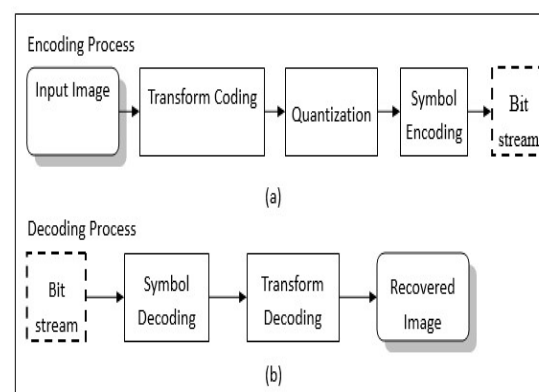 Encoding Process
Input Image
Transform Coding
Quantization
Symbol
Encoding
Bit
stream
(a)
Decoding Process
Bit
stream
Symbol
Decoding
Transform
Decoding
Recovered
Image
(b)